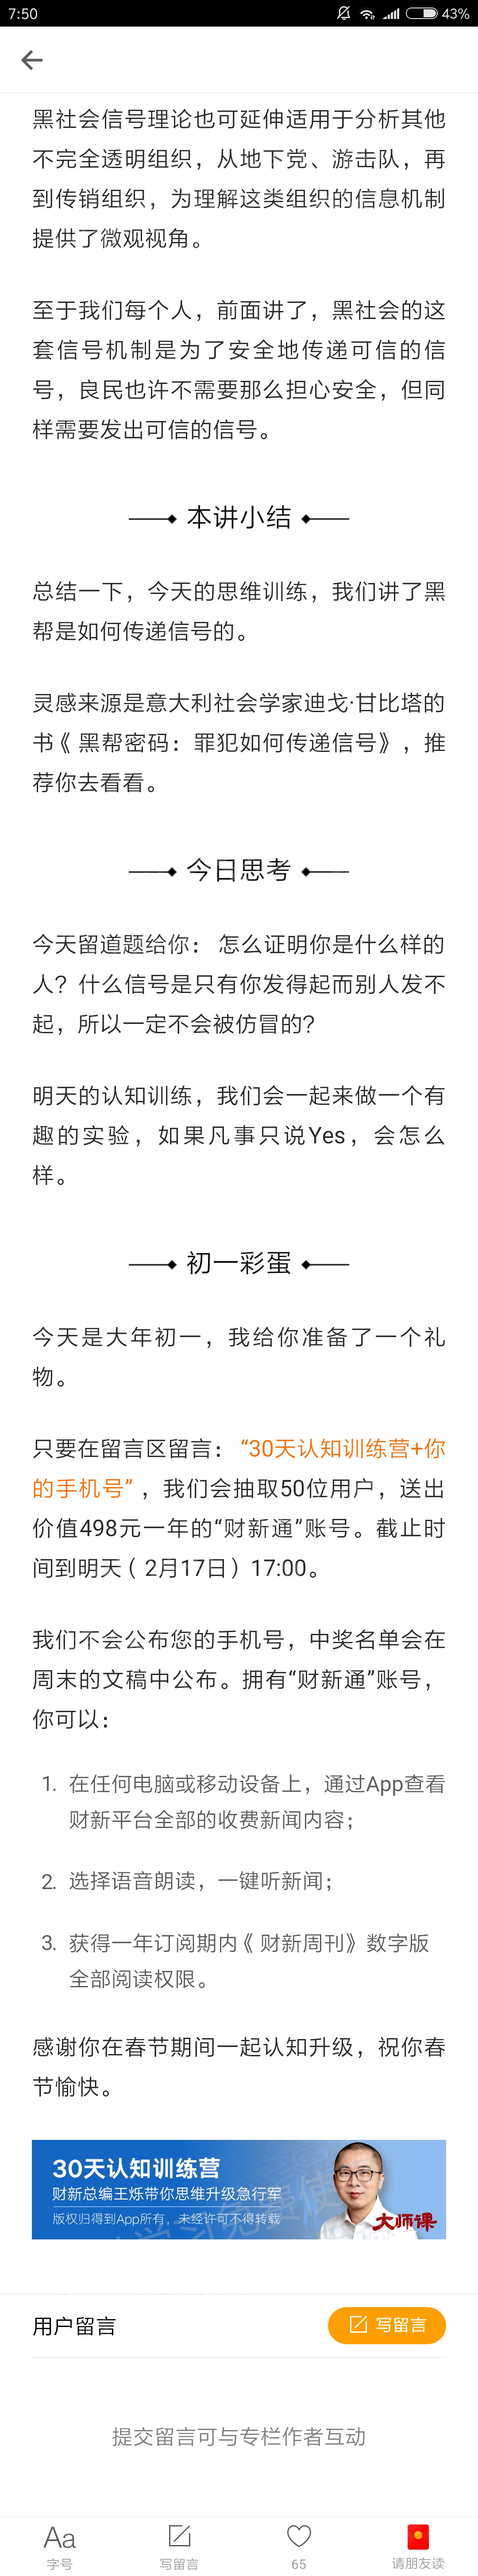 7:50
43%
黑社会信号理论也可延伸适用于分析其他
不完全透明组织，从地下党、游击队，再
到传销组织，为理解这类组织的信息机制
提供了微观视角。
至于我们每个人，前面讲了，黑社会的这
套信号机制是为了安全地传递可信的信
号，良民也许不需要那么担心安全，但同
样需要发出可信的信号。
本讲小结
总结一下，今天的思维训练，我们讲了黑
帮是如何传递信号的。
灵感来源是意大利社会学家迪戈·甘比塔的
书《黑帮密码：罪犯如何传递信号》，推
荐你去看看。
今日思考
今天留道题给你： 怎么证明你是什么样的
人？什么信号是只有你发得起而别人发不
起，所以一定不会被仿冒的？
明天的认知训练，我们会一起来做一个有
趣的实验，如果凡事只说Yes，会怎么
样。
初一彩蛋
今天是大年初一，我给你准备了一个礼
物。
只要在留言区留言：“30天认知训练营+你
的手机号”，我们会抽取50位用户，送出
价值498元一年的“财新通”账号。截止时
间到明天（2月17日）17:00。
我们不会公布您的手机号，中奖名单会在
周末的文稿中公布。拥有“财新通”账号，
你可以：
1. 在任何电脑或移动设备上，通过App查看
财新平台全部的收费新闻内容；
2. 选择语音朗读，一键听新闻；
3. 获得一年订阅期内《财新周刊》数字版
全部阅读权限。
感谢你在春节期间一起认知升级，祝你春
节愉快。
30天认知训练营
财新总编王烁带你思维升级急行军
版权归得到App所有，未经许可不得转载
大师课
用户留言
写留言
提交留言可与专栏作者互动
Aa
字号
写留言
65
请朋友读